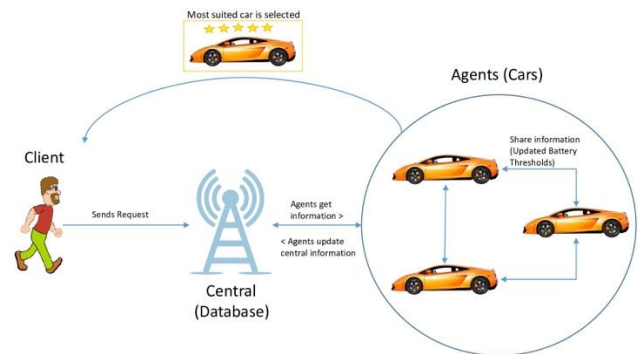 Most suited car is selected
Agents (Cars)
Share information
(Updated Battery
Thresholds)
Client
Sends Request
Agents get
information >
< Agents update
central information
Central
(Database)